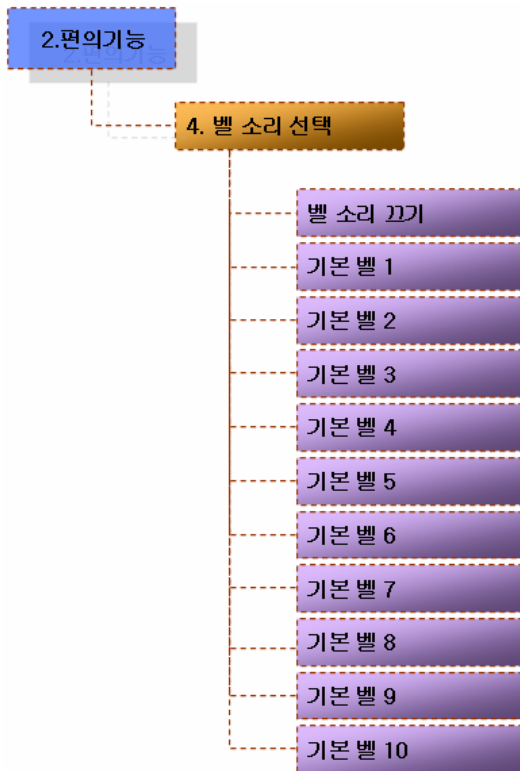 2.편의기능
4. 벨 소리 선택
벨 소리 끄기
기본 벨 1
기본 벨 2
기본 벨 3
기본 벨 4
기본 벨 5
기본 벨 6
기본 벨 7
기본 벨 8
기본 벨 9
기본 벨 10